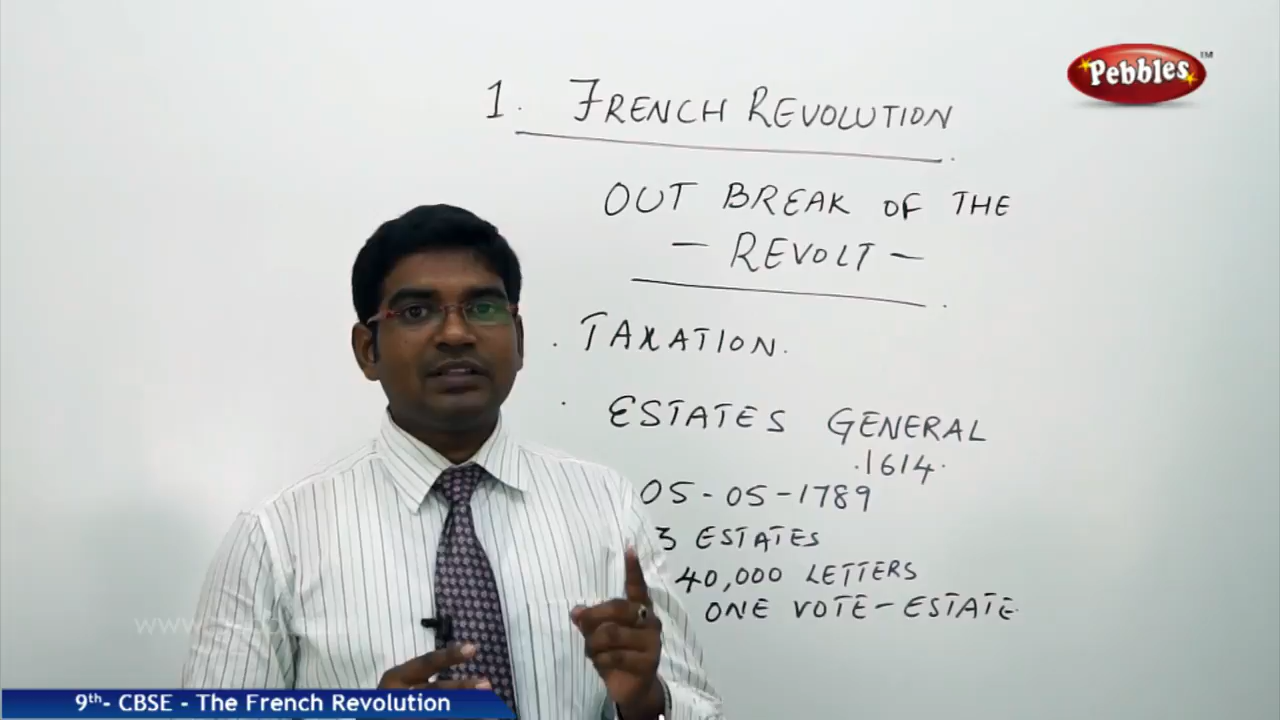 Pebbles™
1. FRENCH REVOLUTION
OUT BREAK OF THE
- REVOLT -
. TAXATION.
. ESTATES GENERAL
.1614.
05-05-1789
3 ESTATES
40,000 LETTERS
ONE VOTE-ESTATE
9th- CBSE - The French Revolution